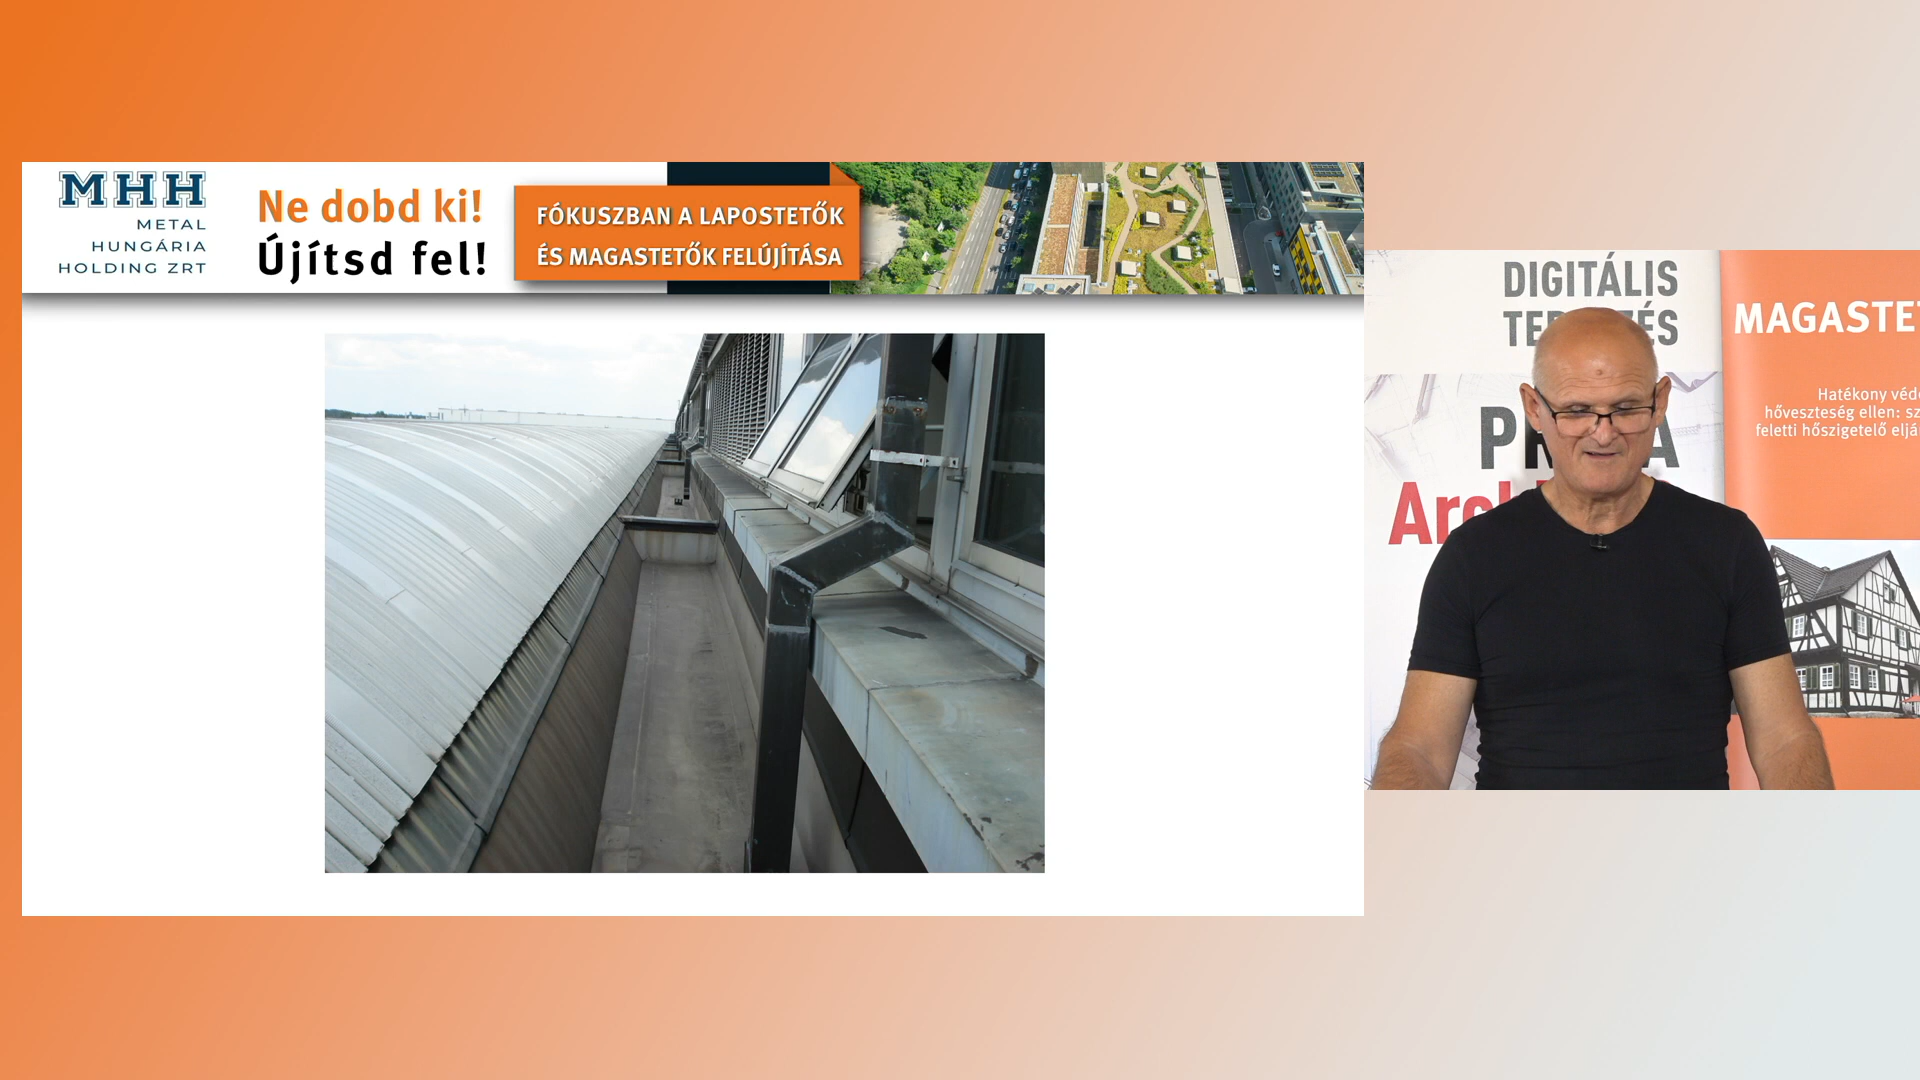 MHH
METAL
HUNGÁRIA
HOLDING ZRT
Ne dobd ki!
Újítsd fel!
FÓKUSZBAN A LAPOSTETŐK
ÉS MAGASTETŐK FELÚJÍTÁSA
DIGITÁLIS
MAGASTE
Hatékony véd
hőveszteség ellen: sz
feletti hőszigetelő eljá